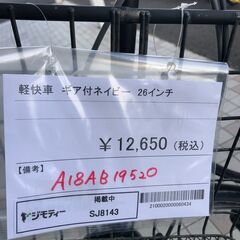 軽快車 ギア付ネイビー 26インチ
￥12,650(税込)
【備考】
A18AB19520
ジモティー
掲載中
SJ8143
2100020000060434